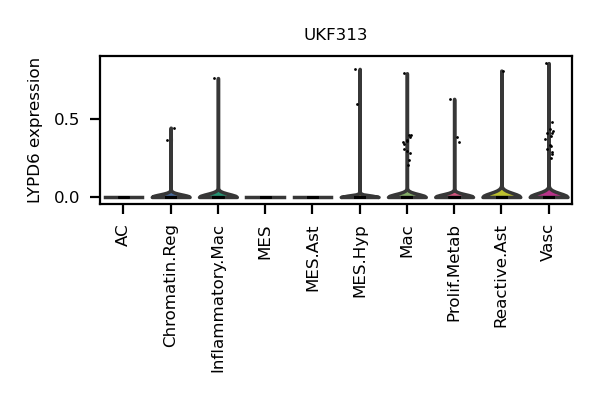 UKF313
LYPD6 expression
0.5
0.0
AC
Chromatin.Reg
Inflammatory.Mac
MES
MES.Ast
MES.Hyp
Mac
Prolif.Metab
Reactive.Ast
Vasc